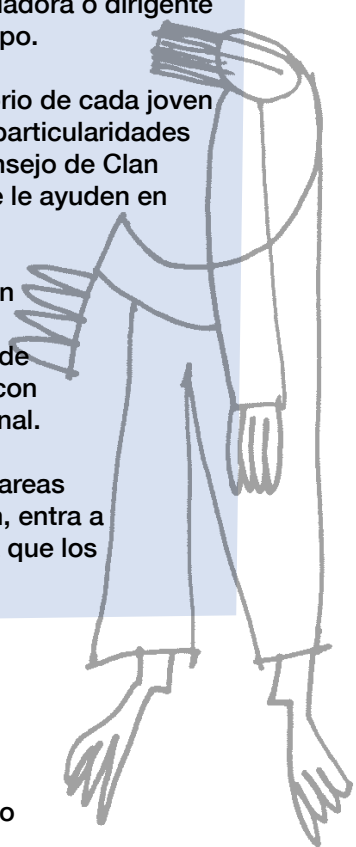 adora o dirigente
po.
rio de cada joven
particularidades
nsejo de Clan
e le ayuden en
n
de
con
nal.
areas
n, entra a
que los
o